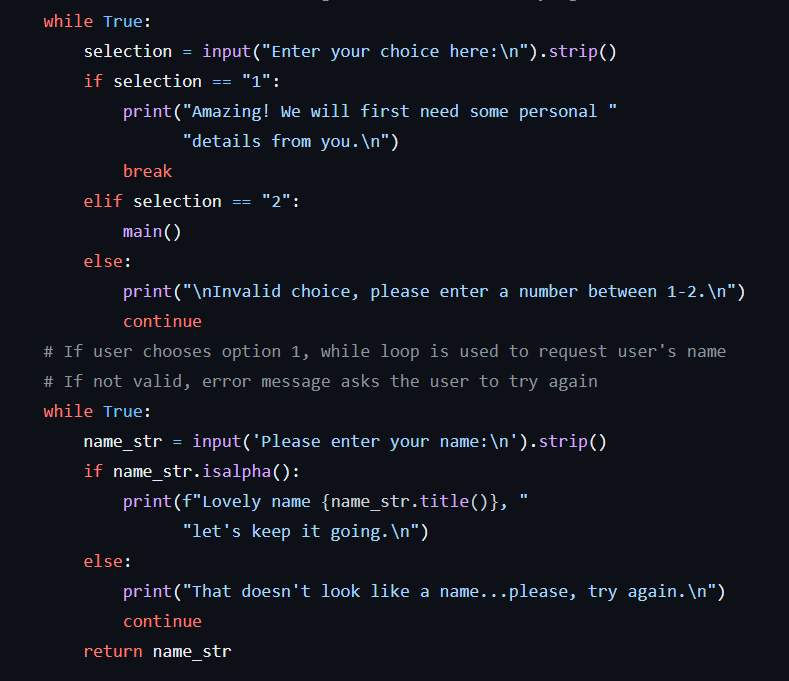 while True:
    selection = input("Enter your choice here:\n").strip()
    if selection == "1":
        print("Amazing! We will first need some personal "
              "details from you.\n")
        break
    elif selection == "2":
        main()
    else:
        print("\nInvalid choice, please enter a number between 1-2.\n")
        continue
# If user chooses option 1, while loop is used to request user's name
# If not valid, error message asks the user to try again
while True:
    name_str = input('Please enter your name:\n').strip()
    if name_str.isalpha():
        print(f"Lovely name {name_str.title()}, "
              "let's keep it going.\n")
    else:
        print("That doesn't look like a name...please, try again.\n")
        continue
    return name_str